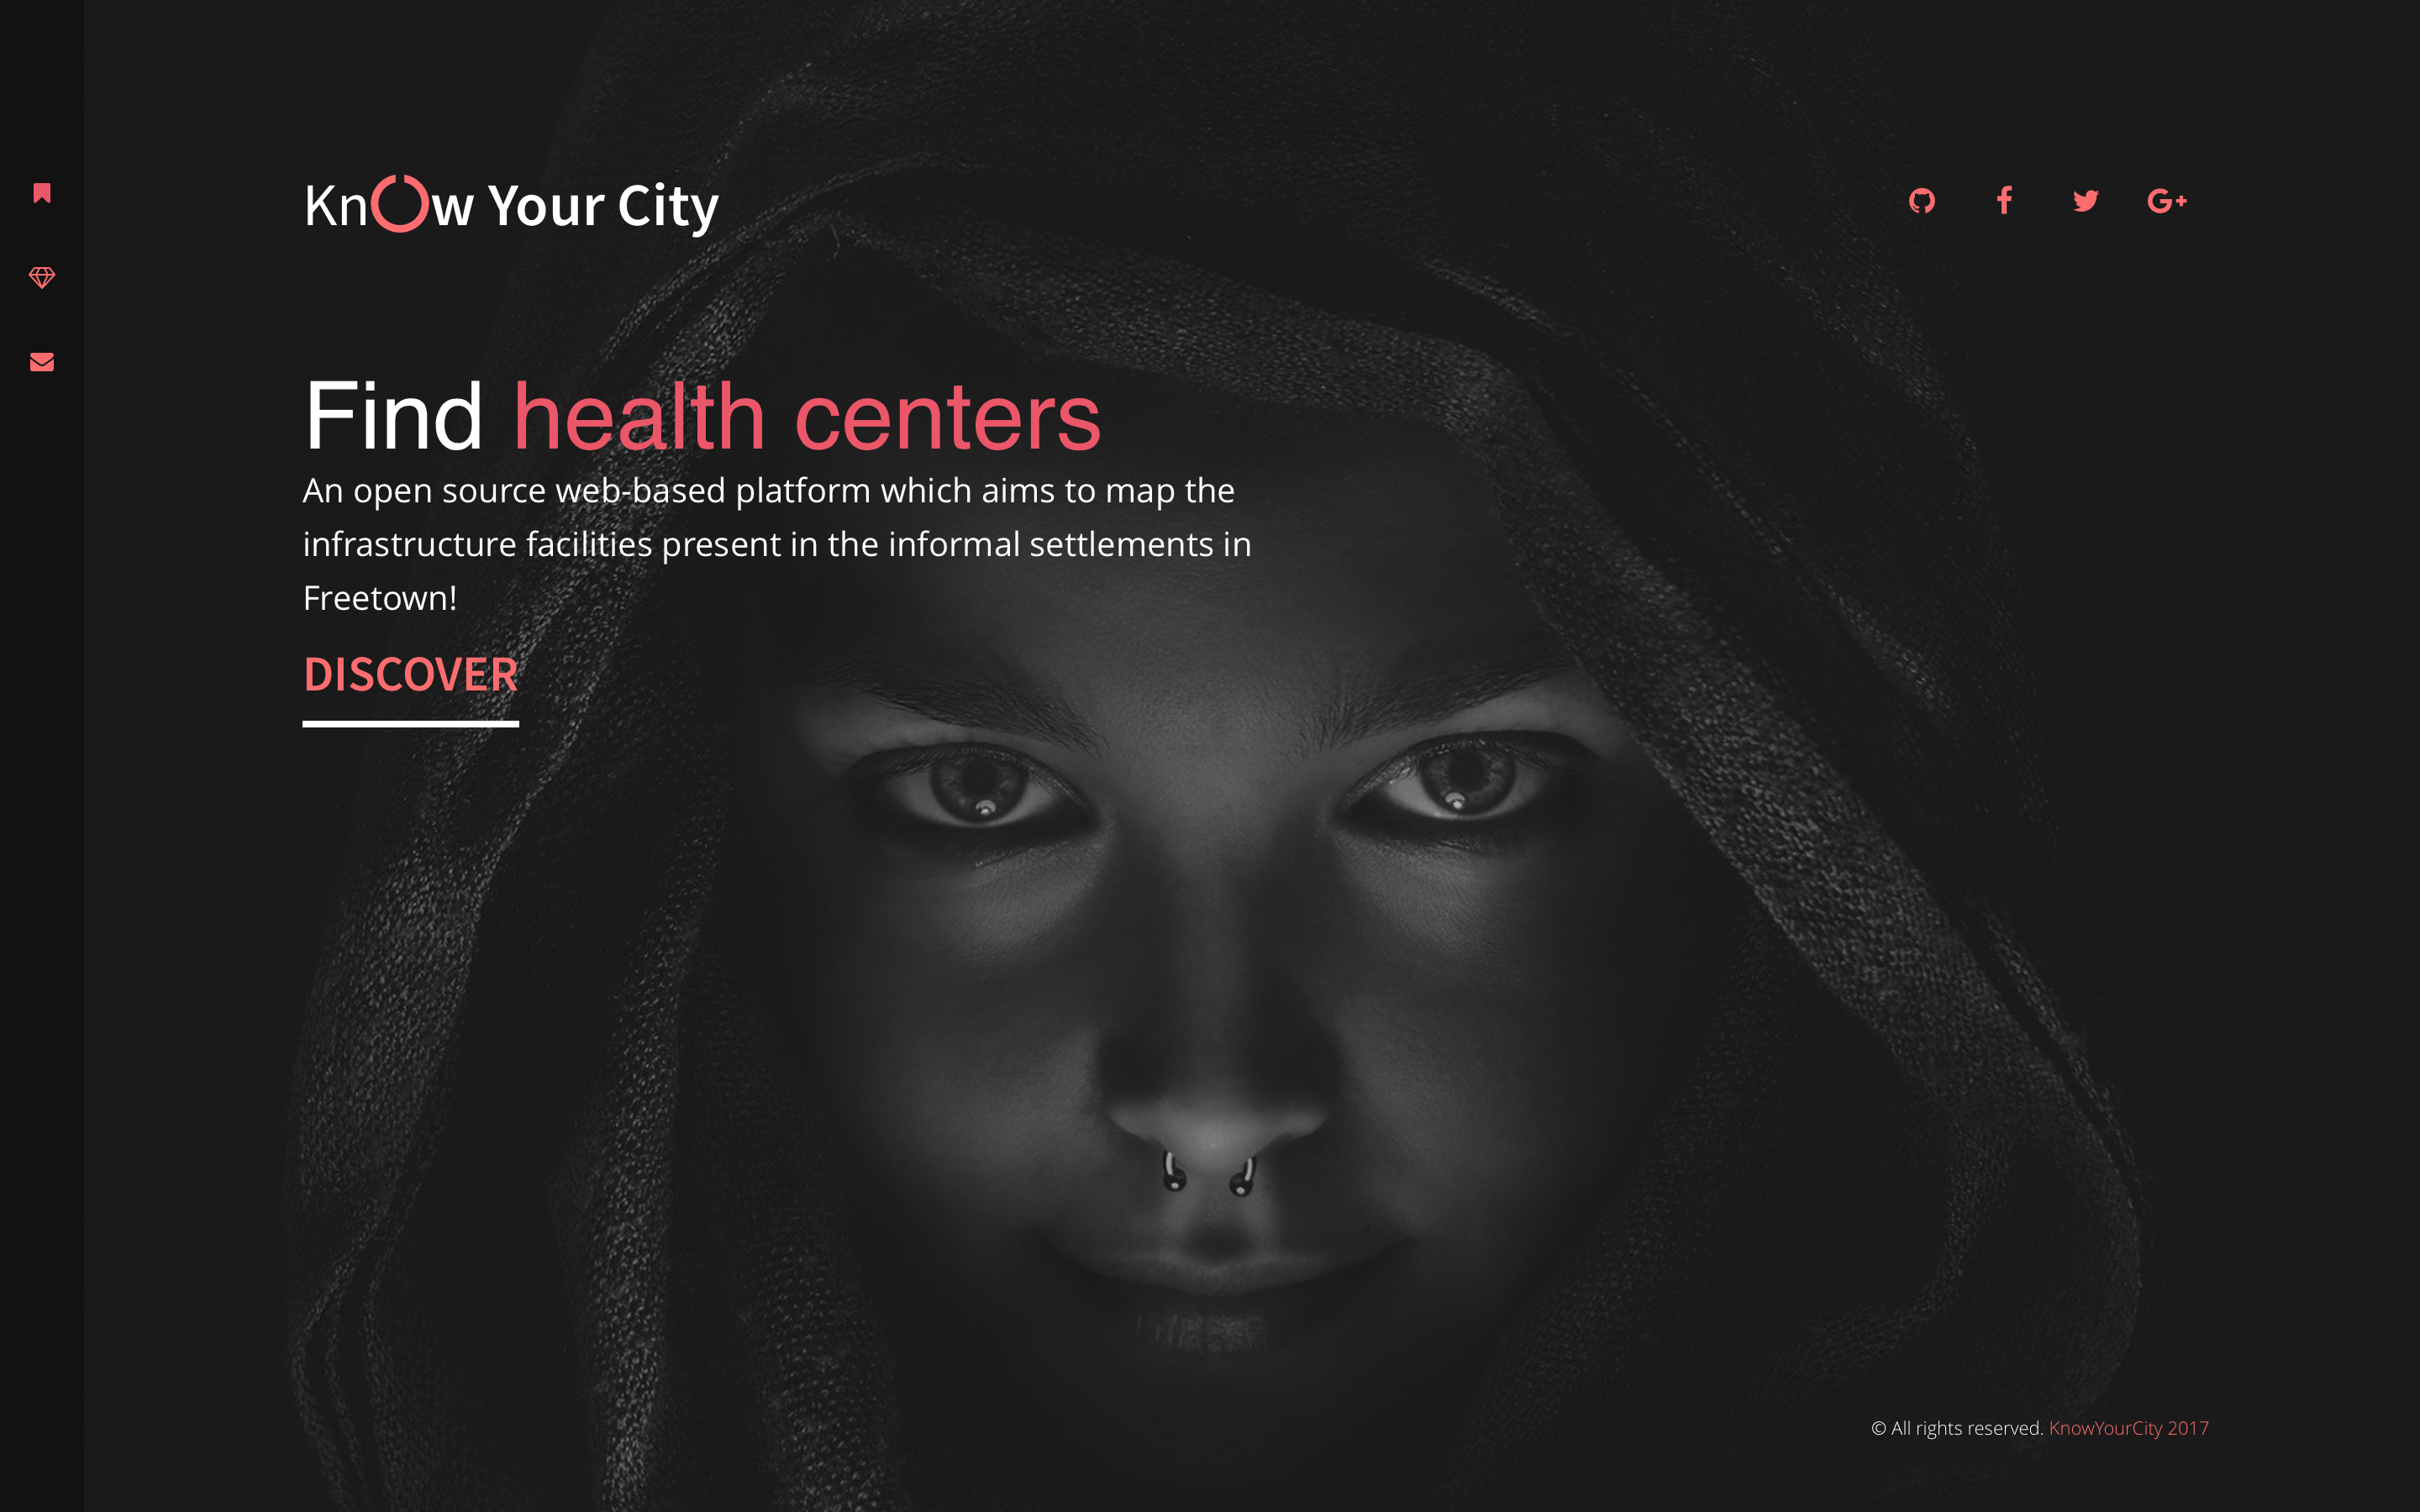 KnOw Your City
Find health centers
An open source web-based platform which aims to map the
infrastructure facilities present in the informal settlements in
Freetown!
DISCOVER
© All rights reserved. KnowYourCity 2017